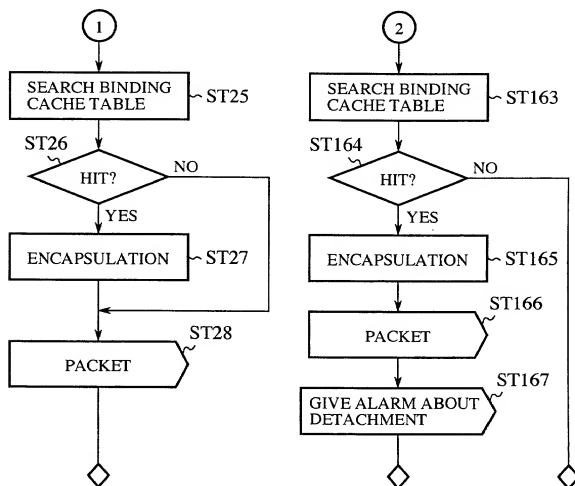 1
SEARCH BINDING
CACHE TABLE
ST25
ST26
HIT?
NO
YES
ENCAPSULATION
ST27
ST28
PACKET
2
SEARCH BINDING
CACHE TABLE
ST163
ST164
HIT?
NO
YES
ENCAPSULATION
ST165
ST166
PACKET
ST167
GIVE ALARM ABOUT
DETACHMENT